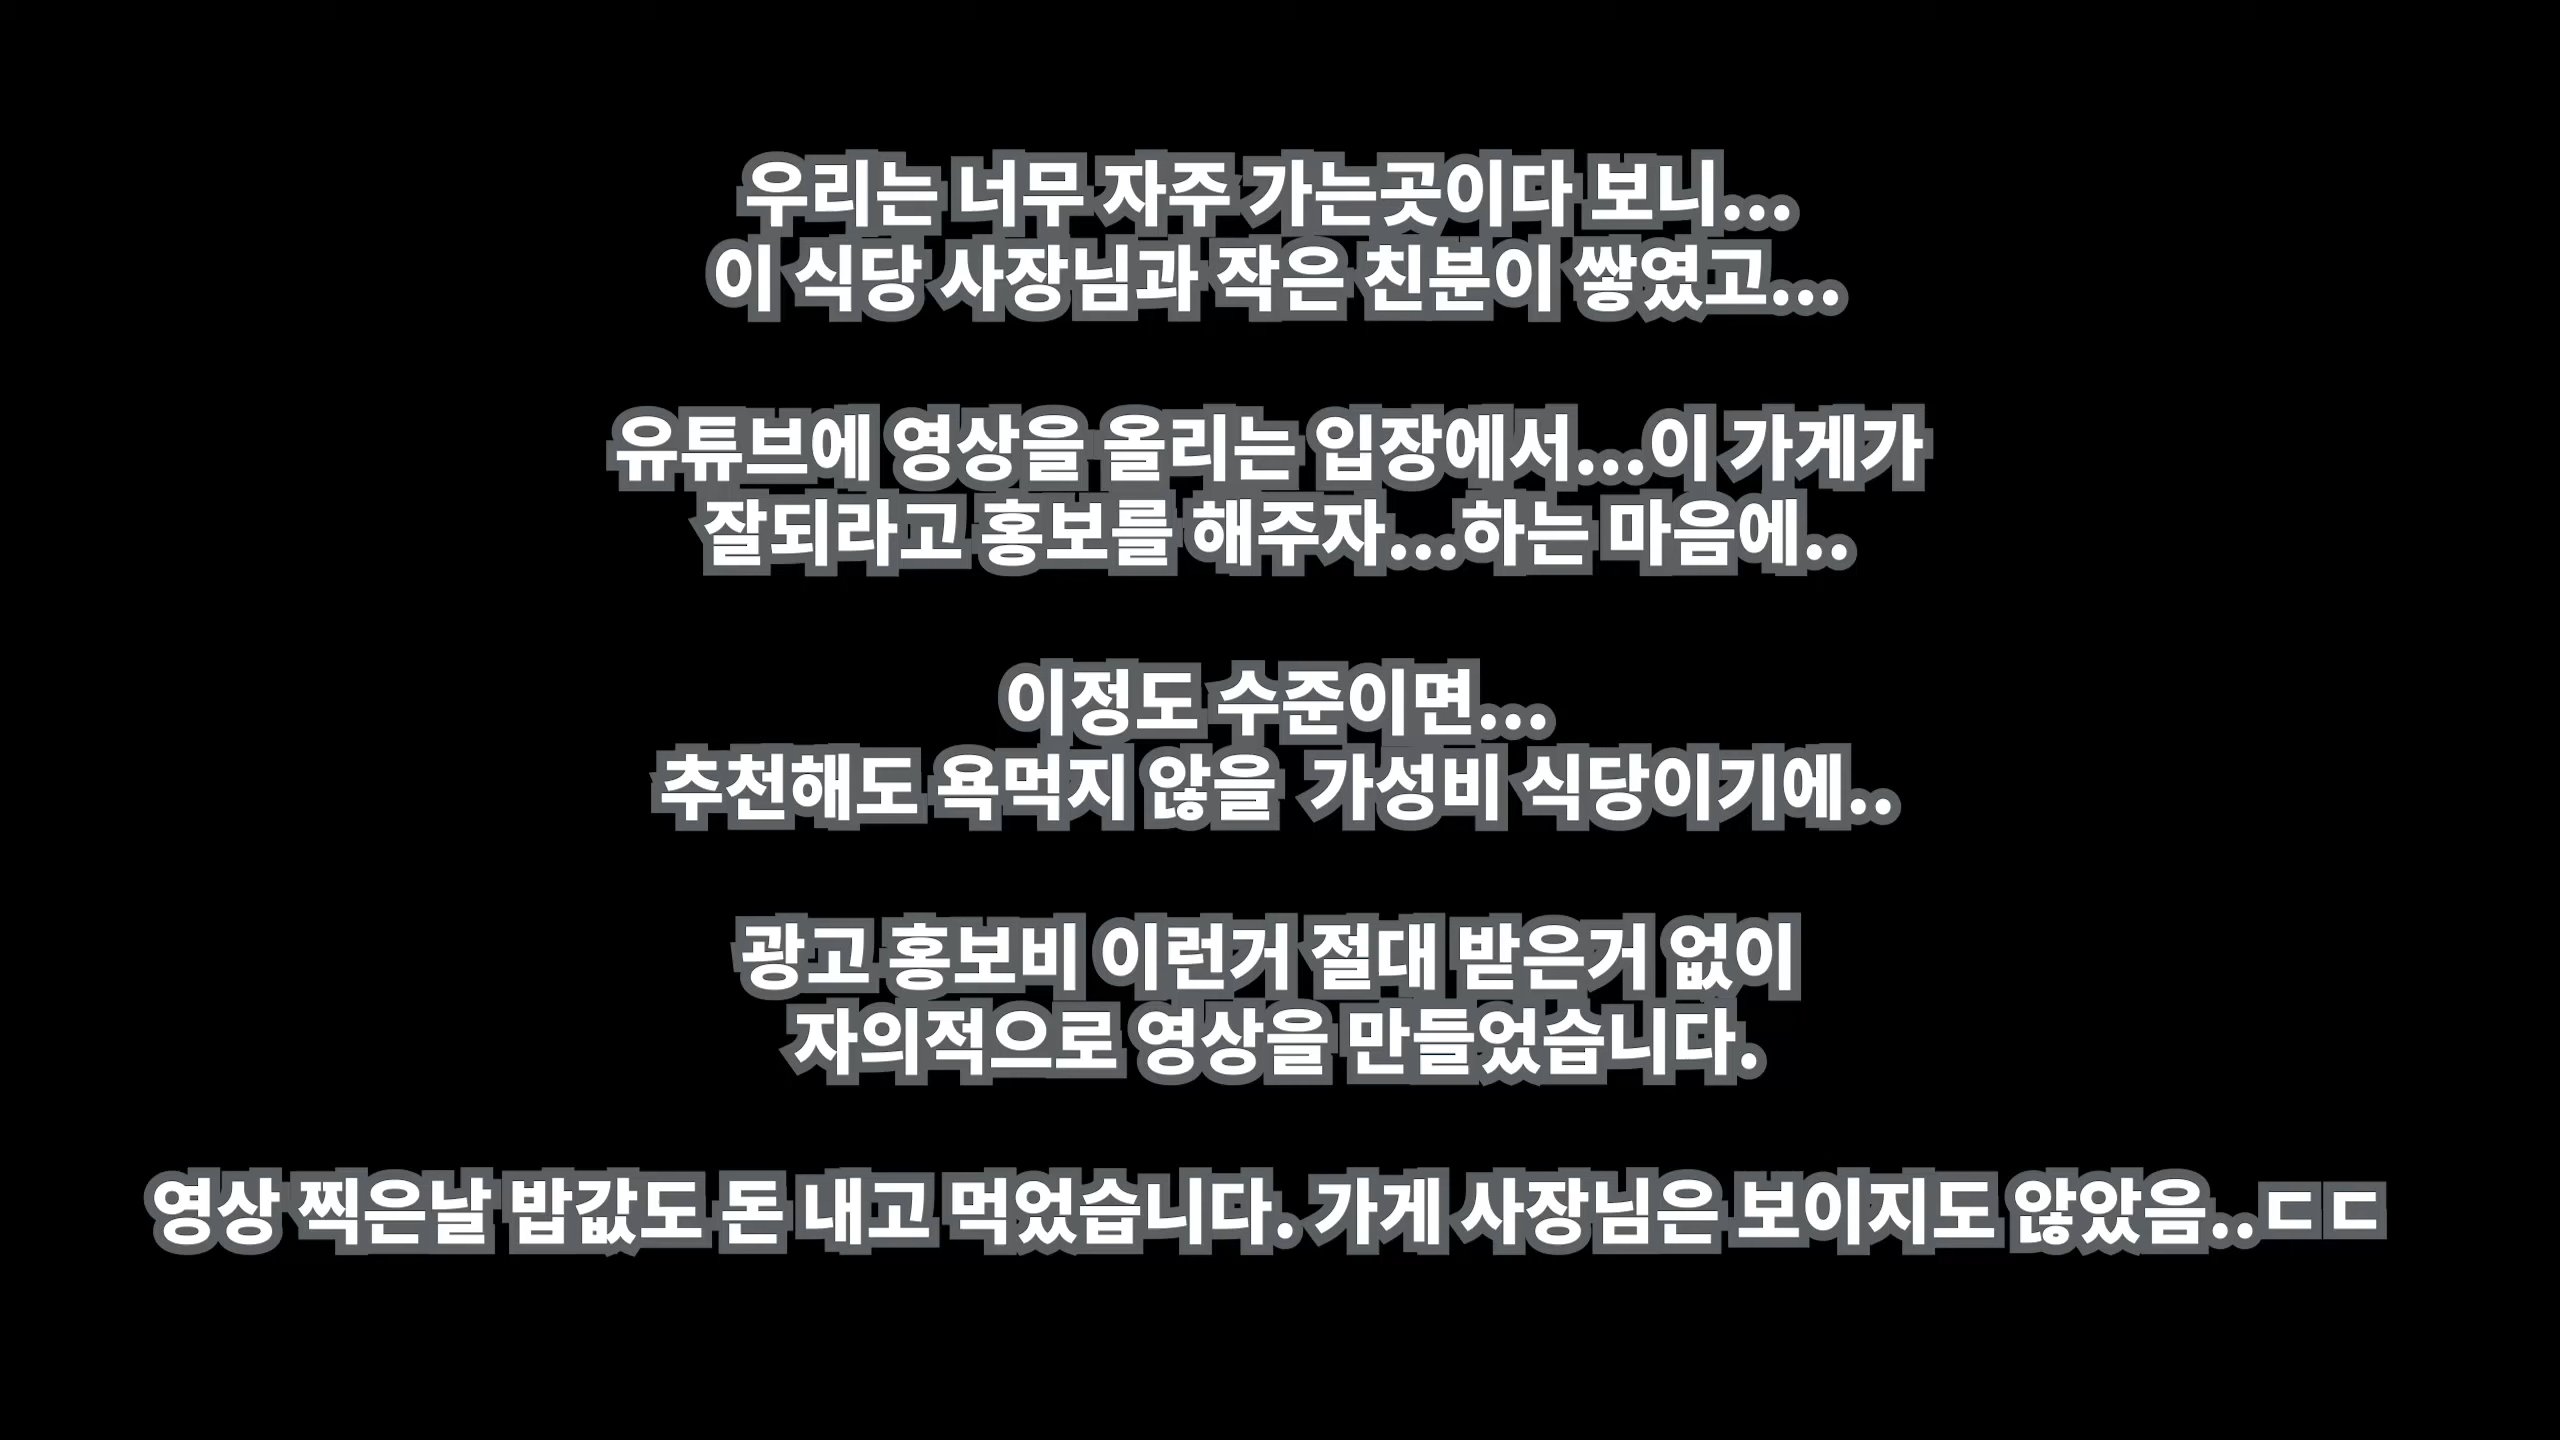 우리는 너무 자주 가는곳이다 보니...
이 식당 사장님과 작은 친분이 쌓였고...
유튜브에 영상을 올리는 입장에서...이 가게가
잘되라고 홍보를 해주자...하는 마음에..
이정도 수준이면...
추천해도 욕먹지 않을 가성비 식당이기에..
광고 홍보비 이런거 절대 받은거 없이
자의적으로 영상을 만들었습니다.
영상 찍은날 밥값도 돈 내고 먹었습니다. 가게 사장님은 보이지도 않았음..ㄷㄷ